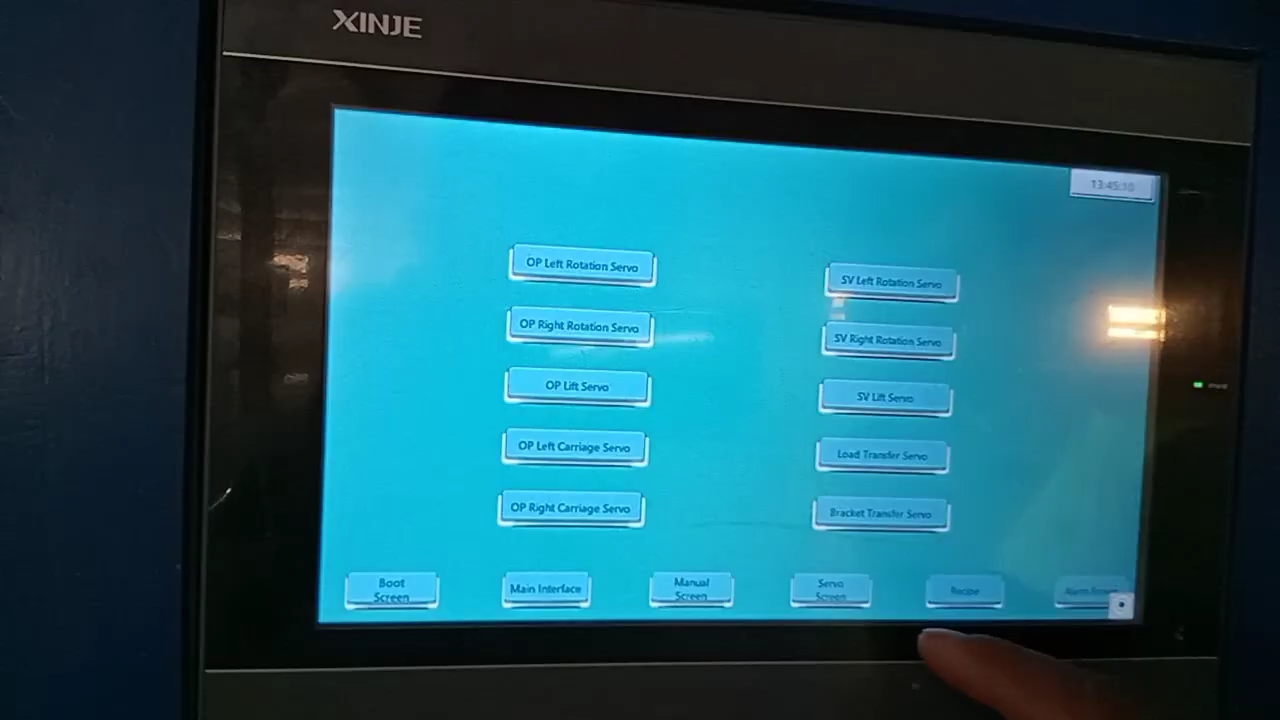 XINJE
13:45:10
OP Left Rotation Servo
SV Left Rotation Servo
OP Right Rotation Servo
SV Right Rotation Servo
OP Lift Servo
SV Lift Servo
OP Left Carriage Servo
Load Transfer Servo
OP Right Carriage Servo
Bracket Transfer Servo
Boot
Screen
Main Interface
Manual
Screen
Servo
Screen
Recipe
Alarm